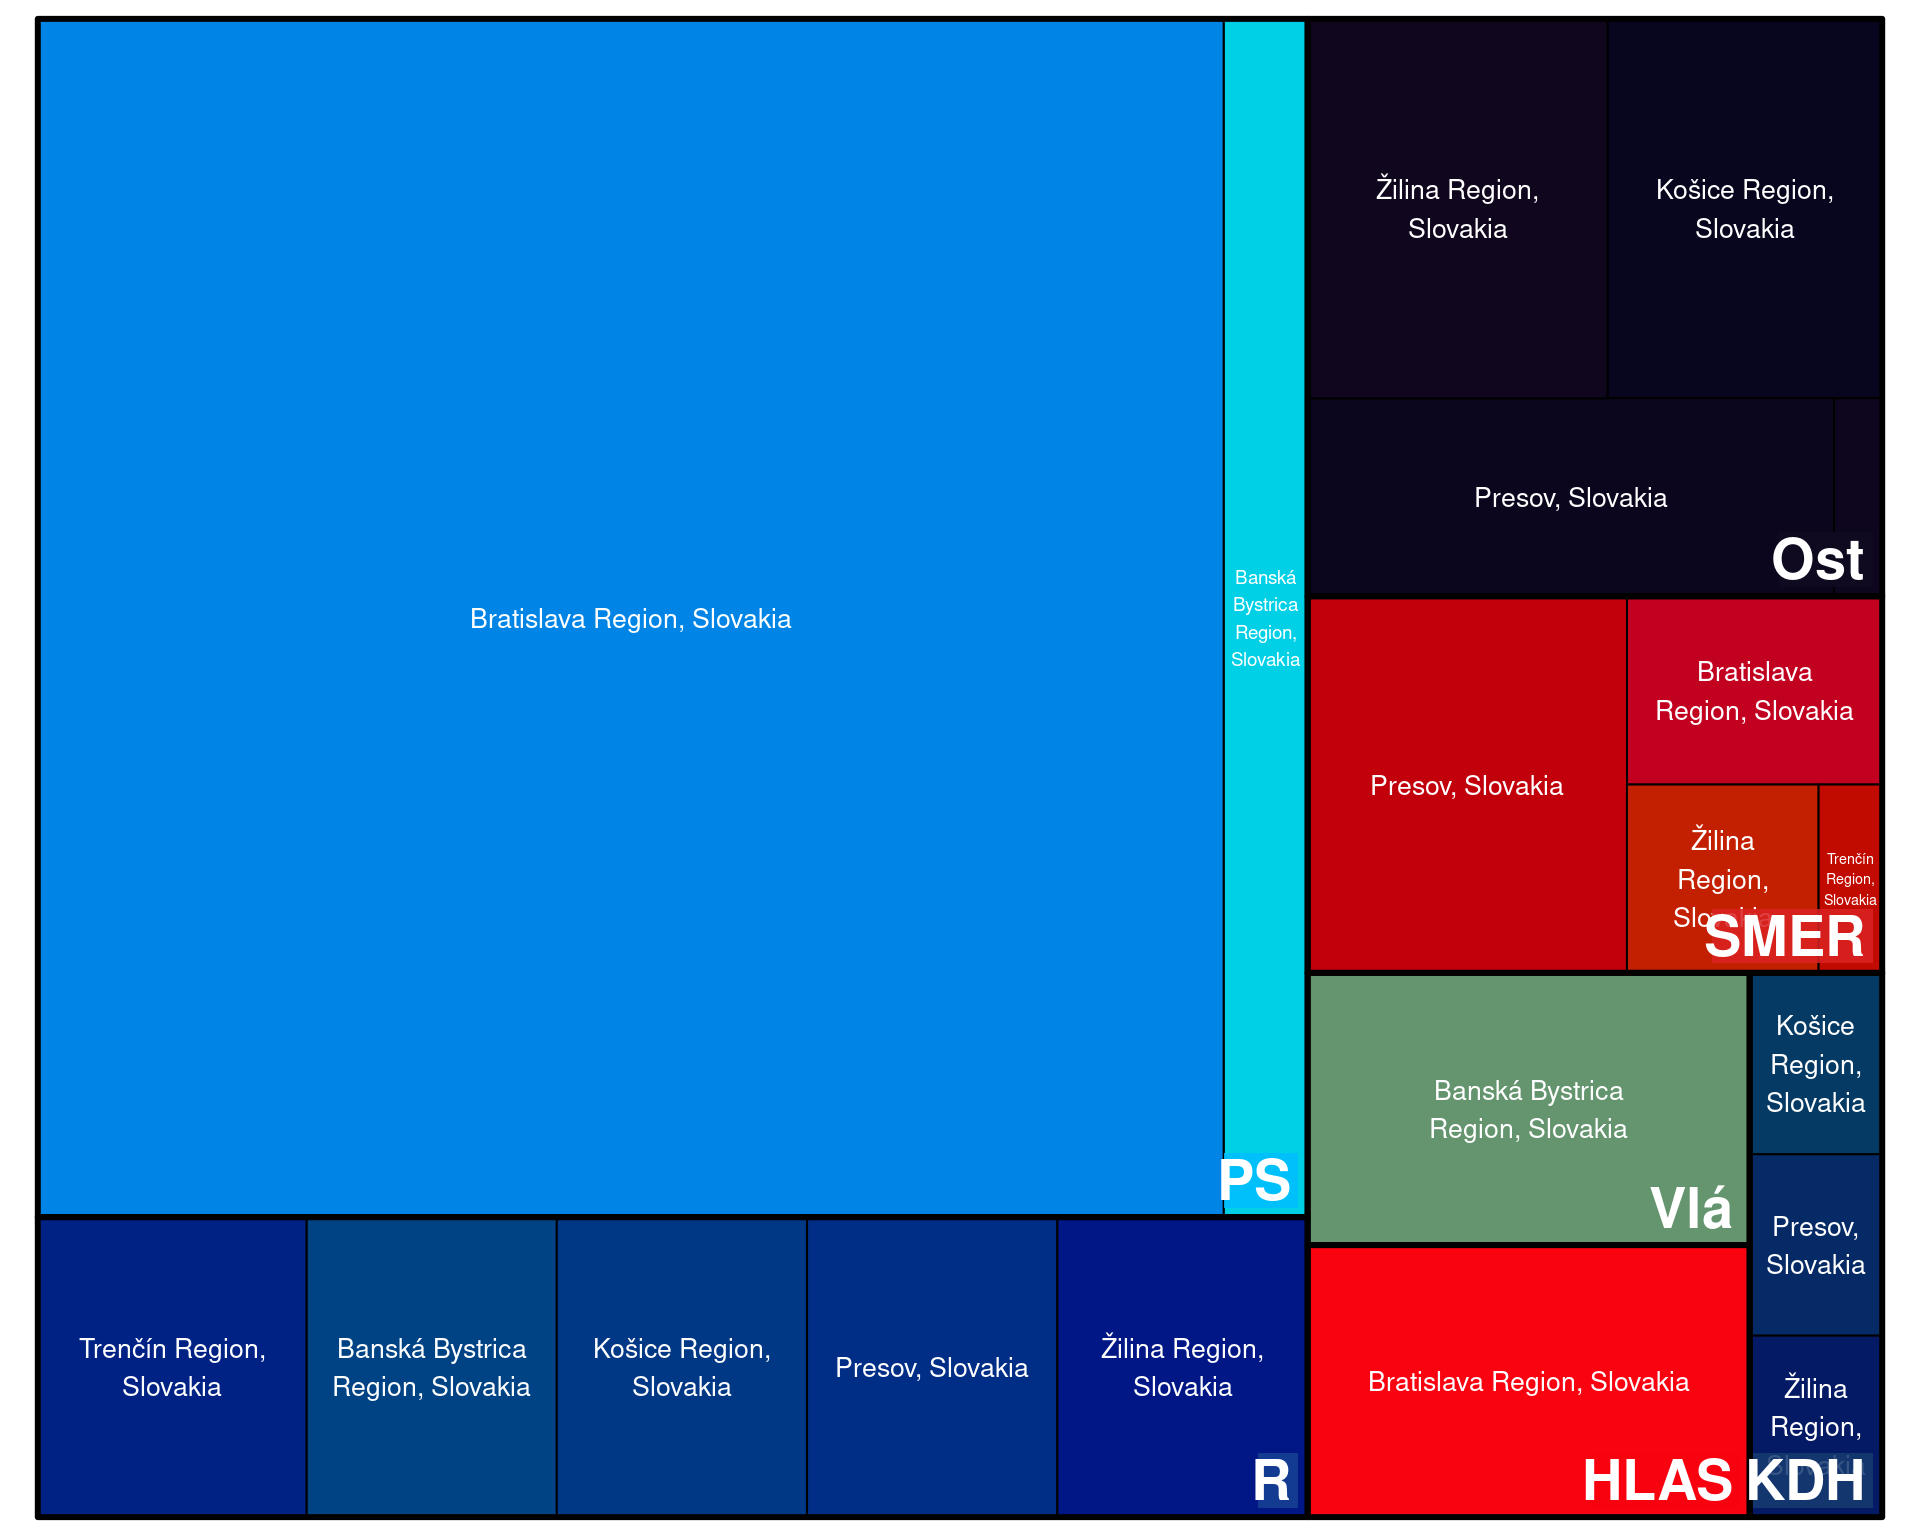 Bratislava Region, Slovakia
Banská
Bystrica
Region,
Slovakia
PS
Trenčín Region,
Slovakia
Banská Bystrica
Region, Slovakia
Košice Region,
Slovakia
Presov, Slovakia
Žilina Region,
Slovakia
R
Žilina Region,
Slovakia
Košice Region,
Slovakia
Presov, Slovakia
Ost
Presov, Slovakia
Bratislava
Region, Slovakia
Žilina
Region,
Slovakia
Trenčín
Region,
Slovakia
SMER
Banská Bystrica
Region, Slovakia
Vlá
Bratislava Region, Slovakia
HLAS
Košice
Region,
Slovakia
Presov,
Slovakia
Žilina
Region,
Slovakia
KDH